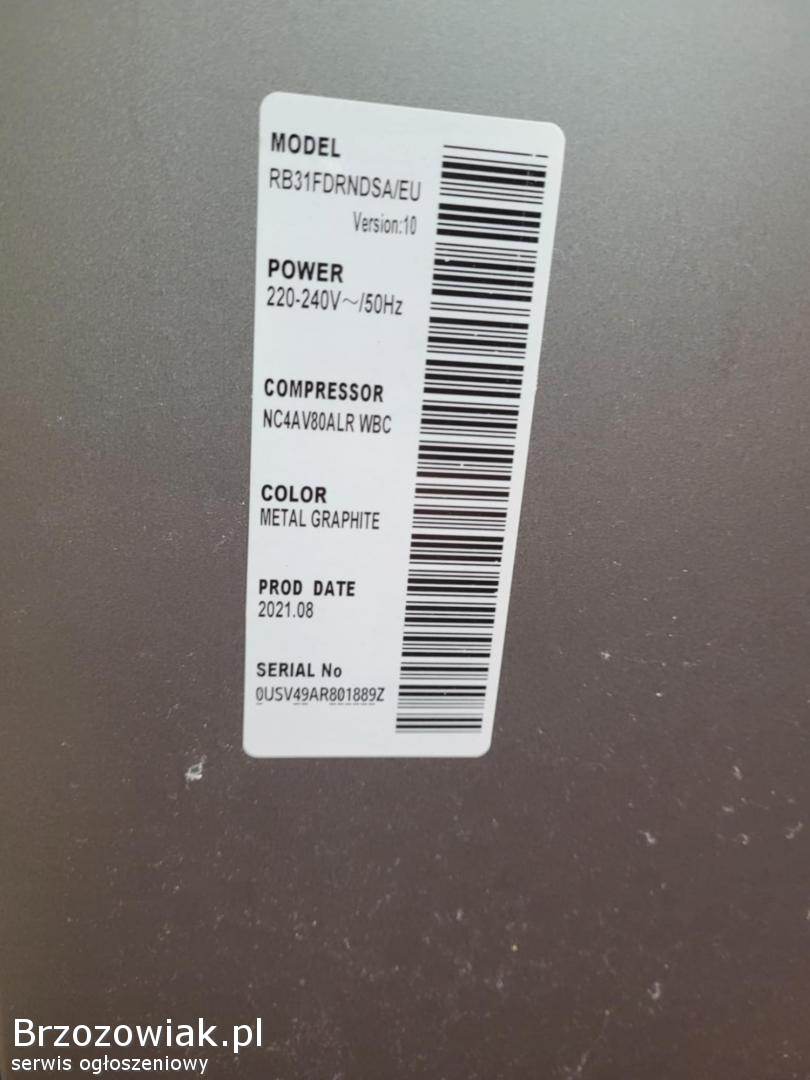 MODEL
RB31FDRNDSA/EU
Version:10
POWER
220-240V～/50Hz
COMPRESSOR
NC4AV80ALR WBC
COLOR
METAL GRAPHITE
PROD DATE
2021.08
SERIAL No
0USV49AR801889Z
Brzozowiak.pl
serwis ogłoszeniowy